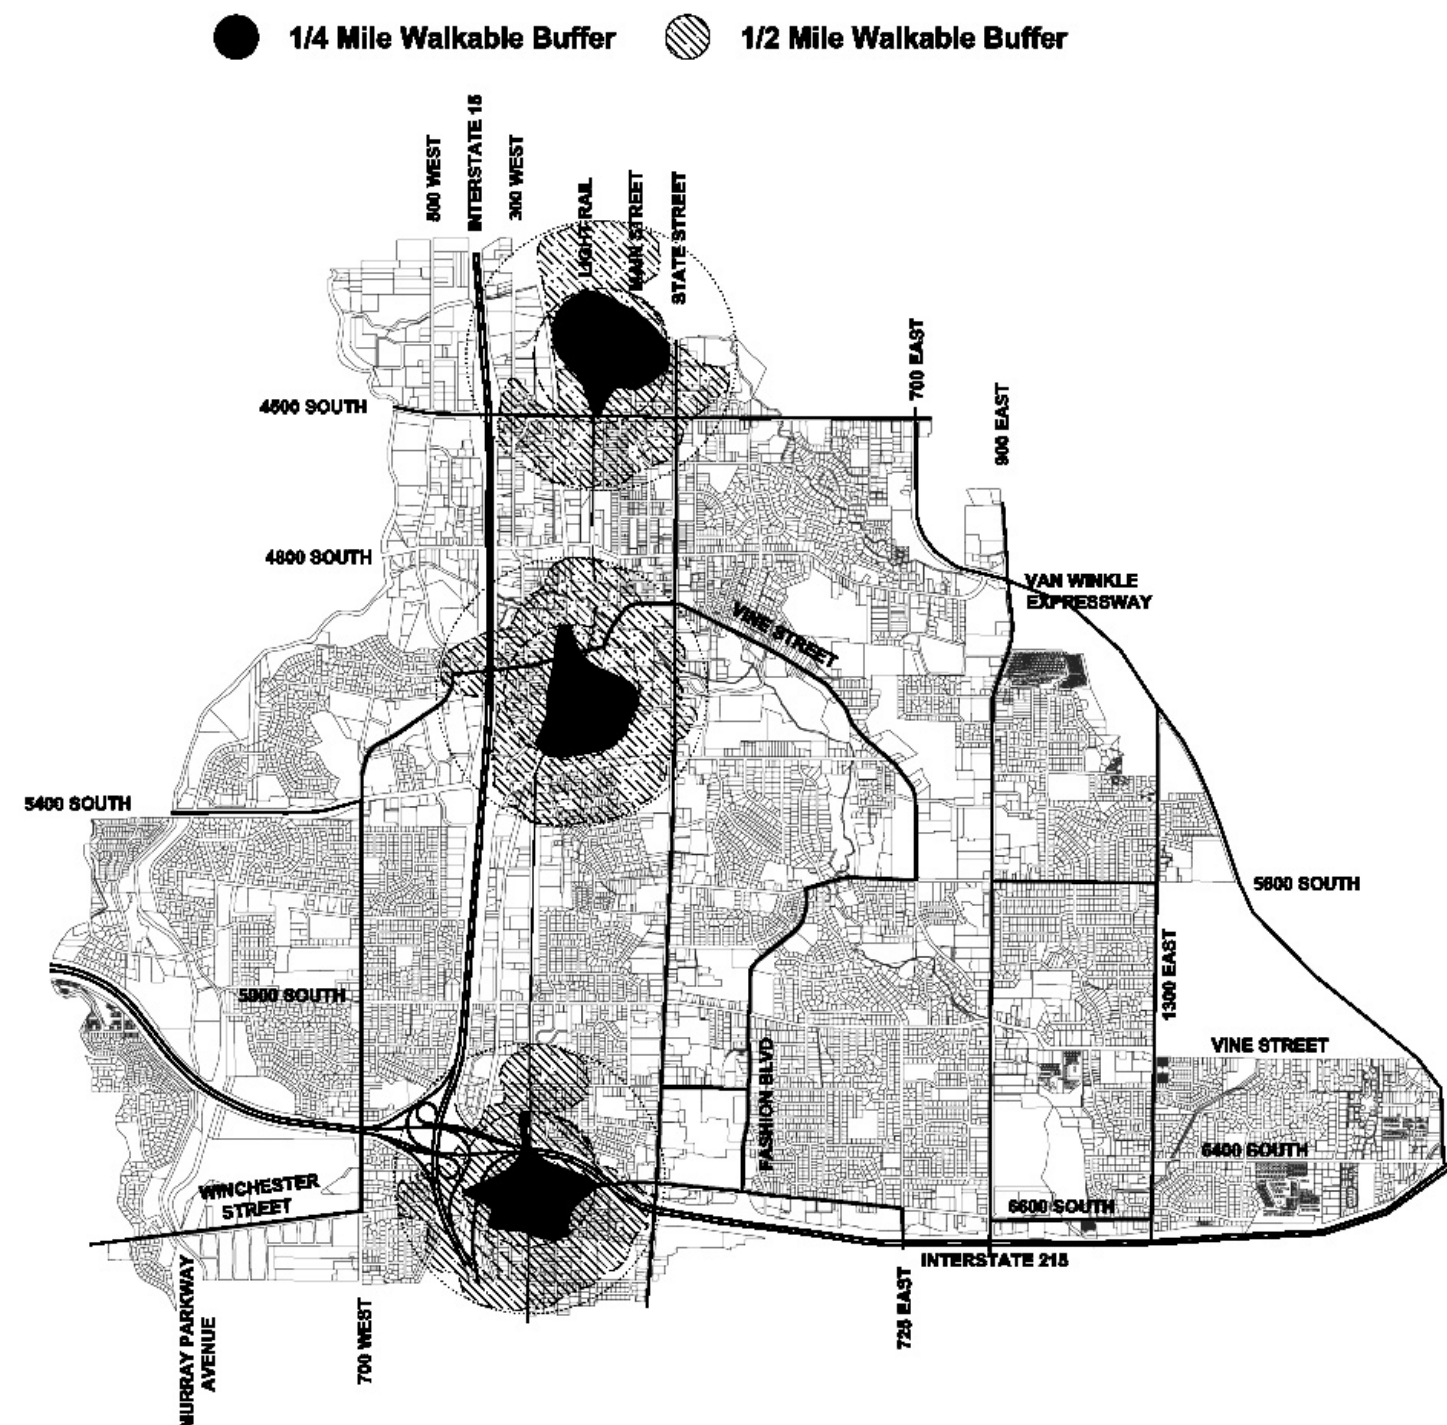 1/4 Mile Walkable Buffer
1/2 Mile Walkable Buffer
500 WEST
INTERSTATE 15
300 WEST
LIGHT RAIL
MAIN STREET
STATE STREET
700 EAST
900 EAST
4500 SOUTH
4800 SOUTH
VAN WINKLE
EXPRESSWAY
VINE STREET
5400 SOUTH
5600 SOUTH
1300 EAST
5900 SOUTH
VINE STREET
FASHION BLVD
6400 SOUTH
WINCHESTER
STREET
6600 SOUTH
INTERSTATE 215
MURRAY PARKWAY
AVENUE
700 WEST
725 EAST